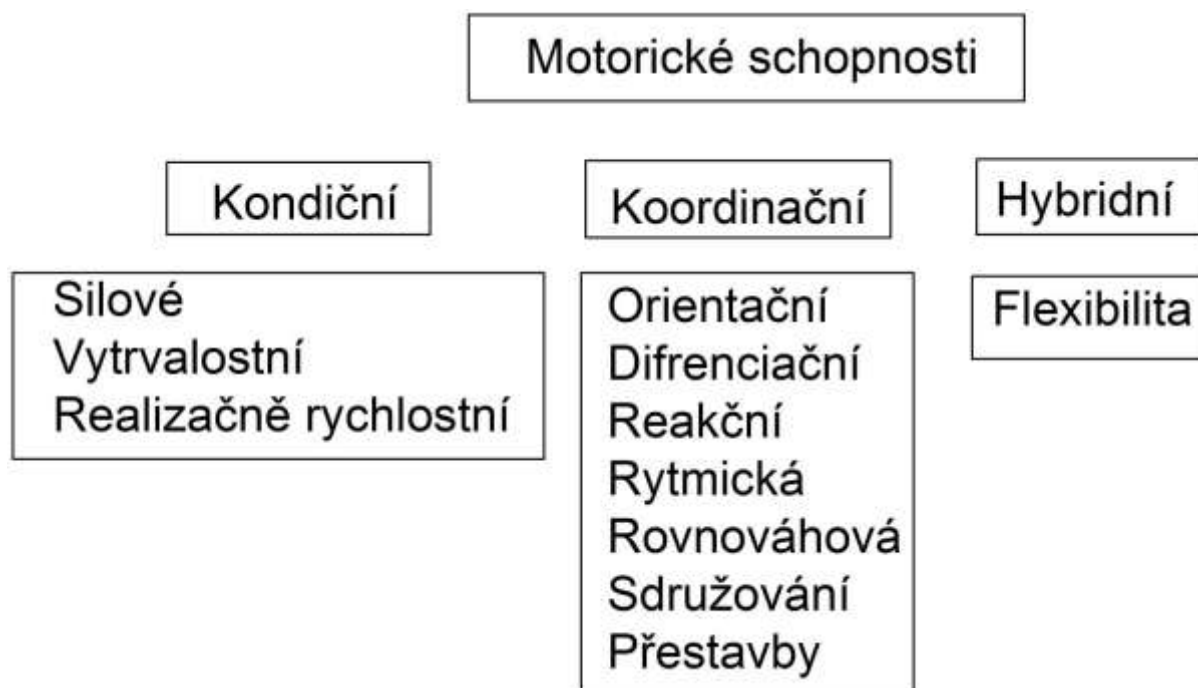 Motorické schopnosti
Kondiční
Koordinační
Hybridní
Silové
Vytrvalostní
Realizačně rychlostní
Orientační
Difrenciační
Reakční
Rytmická
Rovnováhová
Sdružování
Přestavby
Flexibilita